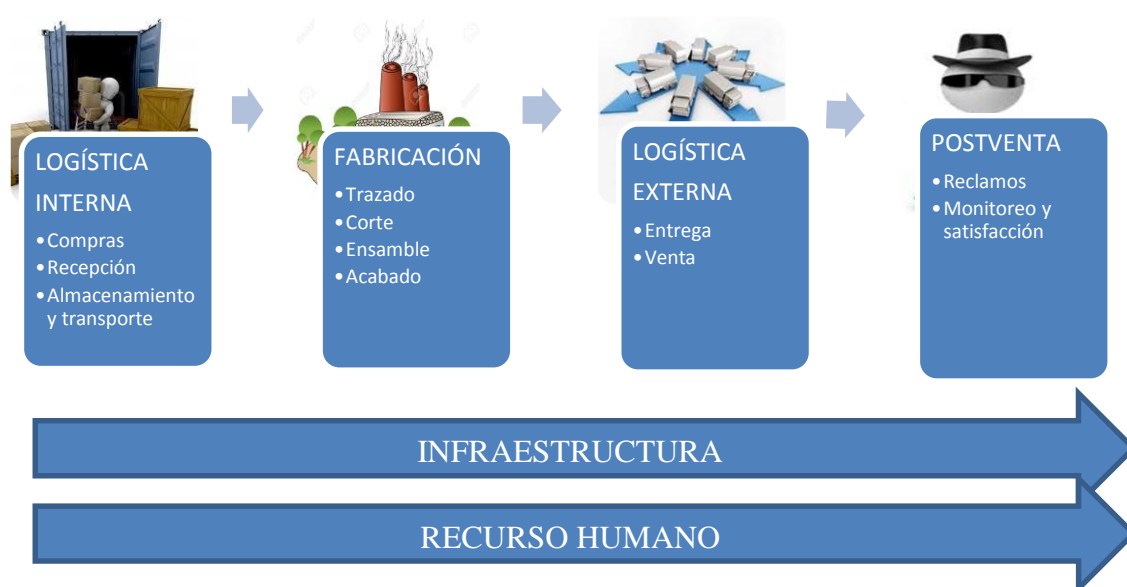 LOGÍSTICA
INTERNA
•Compras
•Recepción
•Almacenamiento
y transporte
FABRICACIÓN
•Trazado
•Corte
•Ensamble
•Acabado
LOGÍSTICA
EXTERNA
•Entrega
•Venta
POSTVENTA
•Reclamos
•Monitoreo y
satisfacción
INFRAESTRUCTURA
RECURSO HUMANO